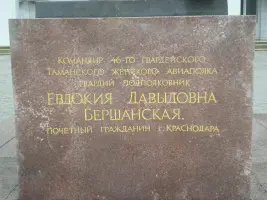 КОМАНДИР 46-ГО ГВАРДЕЙСКОГО
ТАМАНСКОГО ЖЕНСКОГО АВИАПОЛКА
ГВАРДИИ ПОДПОЛКОВНИК
ЕВДОКИЯ ДАВЫДОВНА
БЕРШАНСКАЯ.
ПОЧЕТНЫЙ ГРАЖДАНИН Г. КРАСНОДАРА